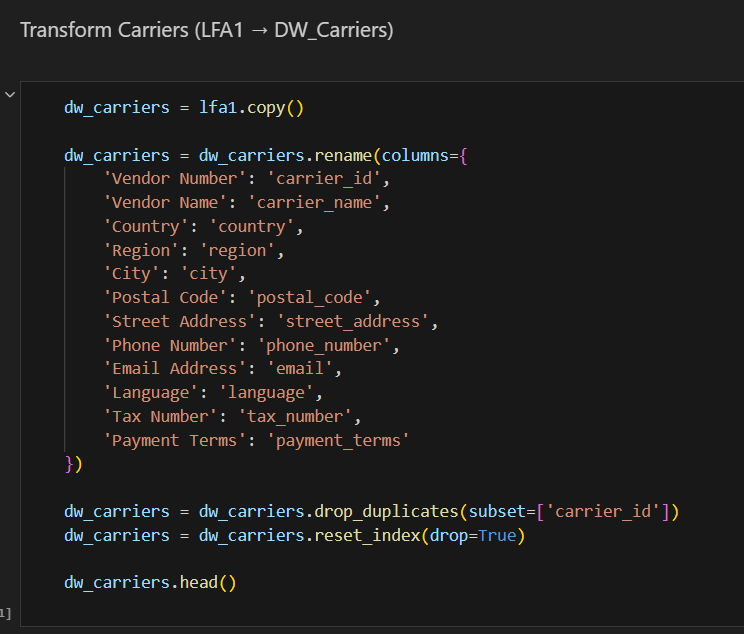 Transform Carriers (LFA1 → DW_Carriers)
dw_carriers = lfa1.copy()
dw_carriers = dw_carriers.rename(columns={
'Vendor Number': 'carrier_id',
'Vendor Name': 'carrier_name',
'Country': 'country',
'Region': 'region',
'City': 'city',
'Postal Code': 'postal_code',
'Street Address': 'street_address',
'Phone Number': 'phone_number',
'Email Address': 'email',
'Language': 'language',
'Tax Number': 'tax_number',
'Payment Terms': 'payment_terms'
})
dw_carriers = dw_carriers.drop_duplicates(subset=['carrier_id'])
dw_carriers = dw_carriers.reset_index(drop=True)
dw_carriers.head()